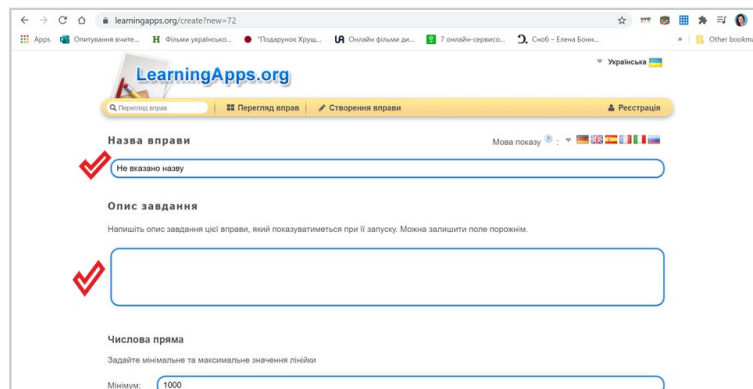 learningapps.org/create?new=72
Apps Опитування вчите... Фільми українсько... "Подарунок Хрущ... Онлайн фільми ди... 7 онлайн-сервисо... Сноб – Елена Бонн... » Other bookma
Українська
LearningApps.org
Перегляд вправ Перегляд вправ Створення вправи Реєстрація
Назва вправи Мова показу ? :
Не вказано назву
Опис завдання
Напишіть опис завдання цієї вправи, який показуватиметься при її запуску. Можна залишити поле порожнім.
Числова пряма
Задайте мінімальне та максимальне значення лінійки
Мінімум: 1000